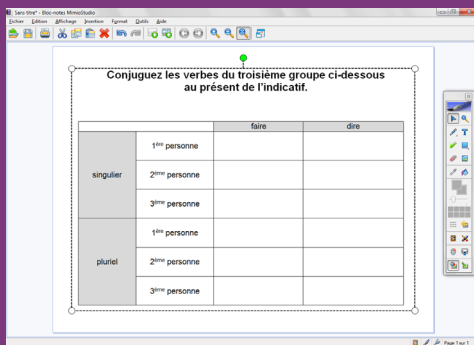 Sans titre* - Bloc-notes MimioStudio
Fichier Edition Affichage Insertion Format Outils Aide
Conjuguez les verbes du troisième groupe ci-dessous
au présent de l'indicatif.
faire dire
singulier
1ère personne
2ème personne
3ème personne
pluriel
1ère personne
2ème personne
3ème personne
Page 1 sur 1